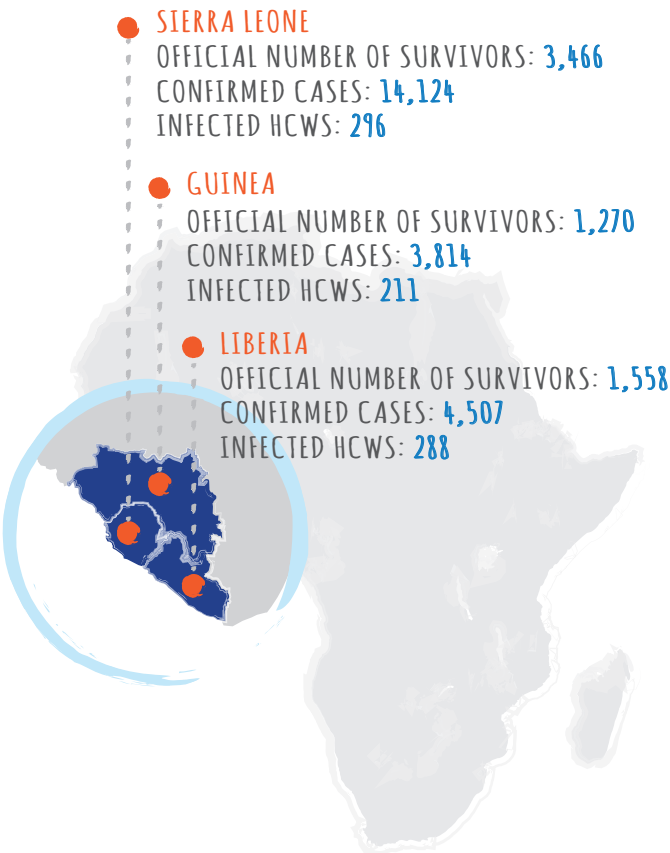 SIERRA LEONE
OFFICIAL NUMBER OF SURVIVORS: 3,466
CONFIRMED CASES: 14,124
INFECTED HCWS: 296
GUINEA
OFFICIAL NUMBER OF SURVIVORS: 1,270
CONFIRMED CASES: 3,814
INFECTED HCWS: 211
LIBERIA
OFFICIAL NUMBER OF SURVIVORS: 1,558
CONFIRMED CASES: 4,507
INFECTED HCWS: 288